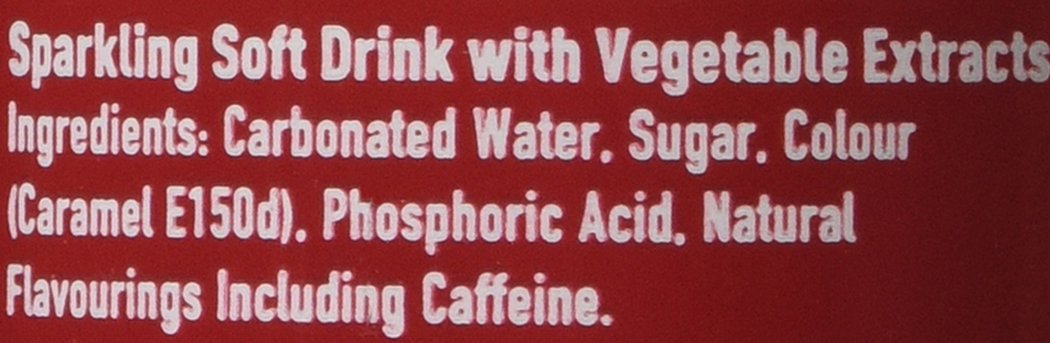 Sparkling Soft Drink with Vegetable Extracts
Ingredients: Carbonated Water, Sugar, Colour
(Caramel E150d), Phosphoric Acid, Natural
Flavourings Including Caffeine.